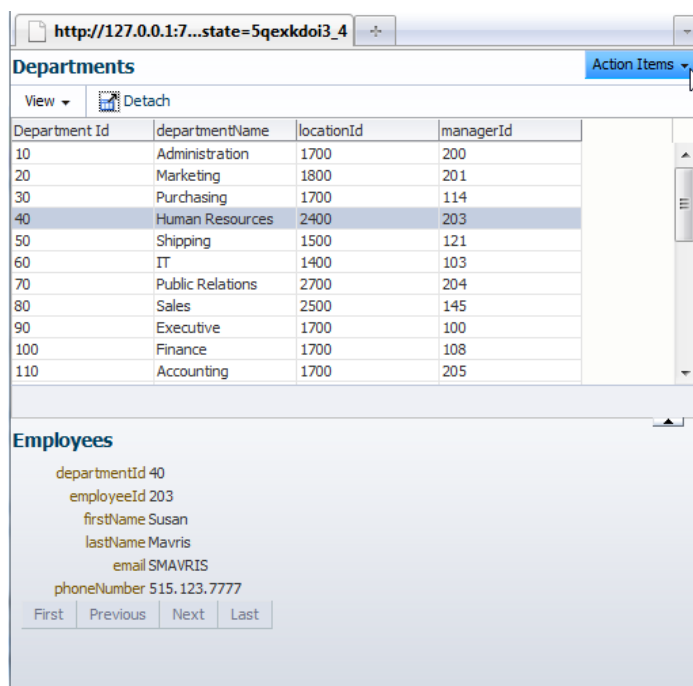 http://127.0.0.1:7...state=5qexkdoi3_4
Departments
Action Items
View
Detach
Department Id departmentName locationId managerId
10 Administration 1700 200
20 Marketing 1800 201
30 Purchasing 1700 114
40 Human Resources 2400 203
50 Shipping 1500 121
60 IT 1400 103
70 Public Relations 2700 204
80 Sales 2500 145
90 Executive 1700 100
100 Finance 1700 108
110 Accounting 1700 205
Employees
departmentId 40
employeeId 203
firstName Susan
lastName Mavris
email SMAVRIS
phoneNumber 515.123.7777
First Previous Next Last